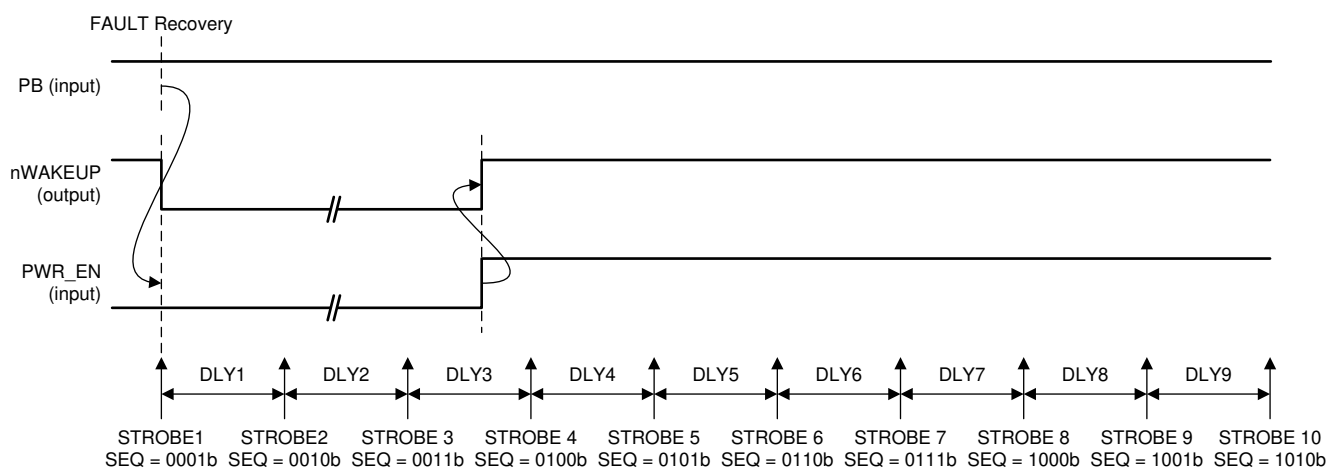 FAULT Recovery
PB (input)
nWAKEUP
(output)
PWR_EN
(input)
DLY1 DLY2 DLY3 DLY4 DLY5 DLY6 DLY7 DLY8 DLY9
STROBE1 STROBE2 STROBE 3 STROBE 4 STROBE 5 STROBE 6 STROBE 7 STROBE 8 STROBE 9 STROBE 10
SEQ = 0001b SEQ = 0010b SEQ = 0011b SEQ = 0100b SEQ = 0101b SEQ = 0110b SEQ = 0111b SEQ = 1000b SEQ = 1001b SEQ = 1010b